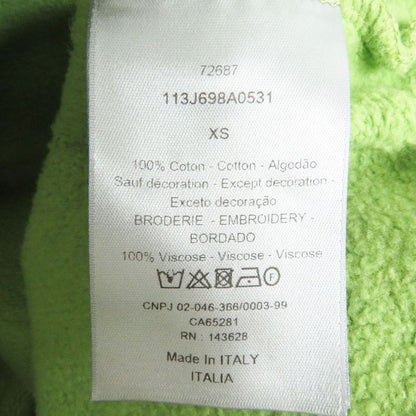 72687
113J698A0531
XS
100% Coton - Cotton - Algodão
Sauf décoration - Except decoration -
Exceto decoração
BRODERIE - EMBROIDERY -
BORDADO
100% Viscose - Viscose - Viscose
CNPJ 02-046-366/0003-99
CA65281
RN : 143628
Made In ITALY
ITALIA